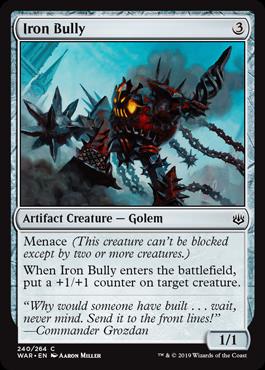 Iron Bully 3
Artifact Creature — Golem
Menace (This creature can't be blocked
except by two or more creatures.)
When Iron Bully enters the battlefield,
put a +1/+1 counter on target creature.
“Why would someone have built . . . wait,
never mind. Send it to the front lines!”
—Commander Grozdan
1/1
240/264 C
WAR • EN Aaron Miller
™ & © 2019 Wizards of the Coast